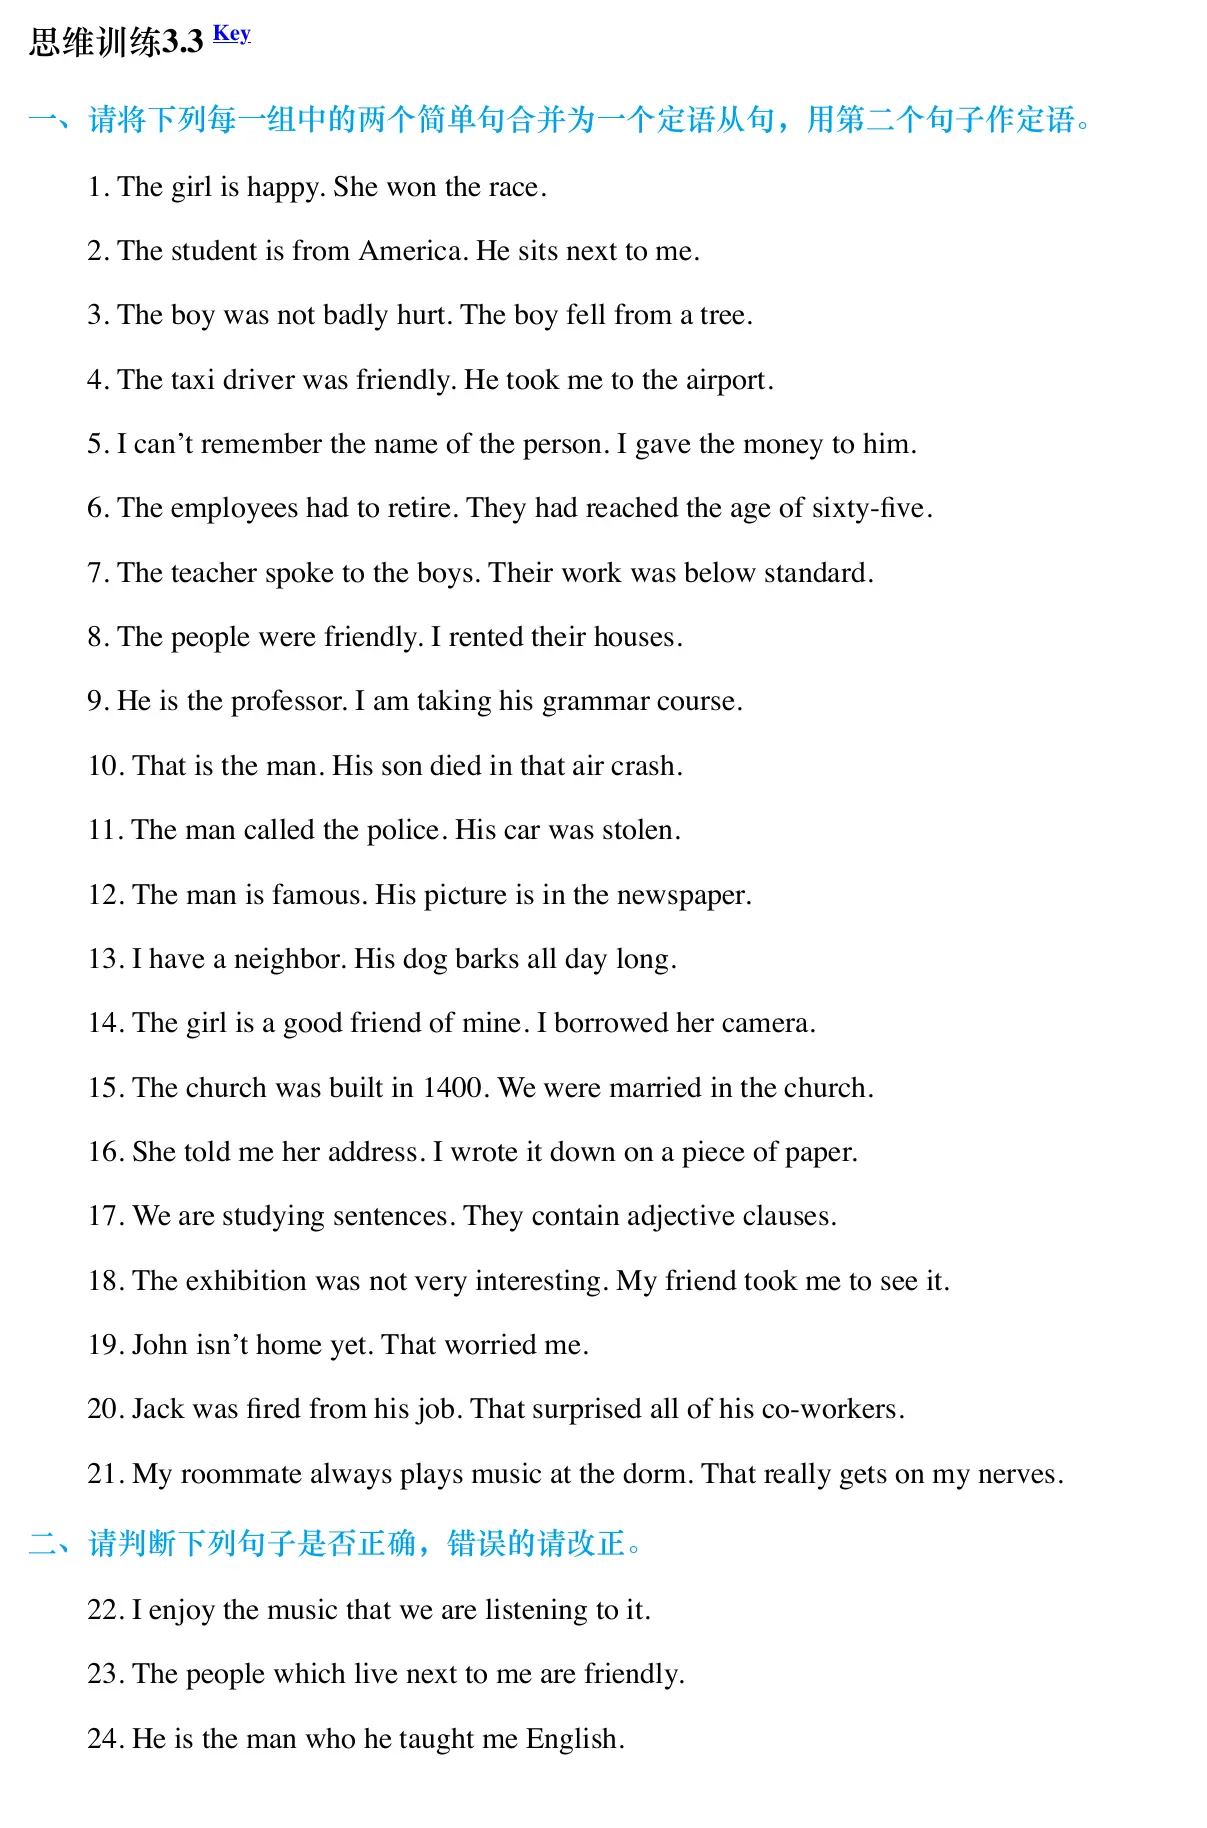 思维训练3.3 Key
一、请将下列每一组中的两个简单句合并为一个定语从句，用第二个句子作定语。
1. The girl is happy. She won the race.
2. The student is from America. He sits next to me.
3. The boy was not badly hurt. The boy fell from a tree.
4. The taxi driver was friendly. He took me to the airport.
5. I can’t remember the name of the person. I gave the money to him.
6. The employees had to retire. They had reached the age of sixty-five.
7. The teacher spoke to the boys. Their work was below standard.
8. The people were friendly. I rented their houses.
9. He is the professor. I am taking his grammar course.
10. That is the man. His son died in that air crash.
11. The man called the police. His car was stolen.
12. The man is famous. His picture is in the newspaper.
13. I have a neighbor. His dog barks all day long.
14. The girl is a good friend of mine. I borrowed her camera.
15. The church was built in 1400. We were married in the church.
16. She told me her address. I wrote it down on a piece of paper.
17. We are studying sentences. They contain adjective clauses.
18. The exhibition was not very interesting. My friend took me to see it.
19. John isn’t home yet. That worried me.
20. Jack was fired from his job. That surprised all of his co-workers.
21. My roommate always plays music at the dorm. That really gets on my nerves.
二、请判断下列句子是否正确，错误的请改正。
22. I enjoy the music that we are listening to it.
23. The people which live next to me are friendly.
24. He is the man who he taught me English.